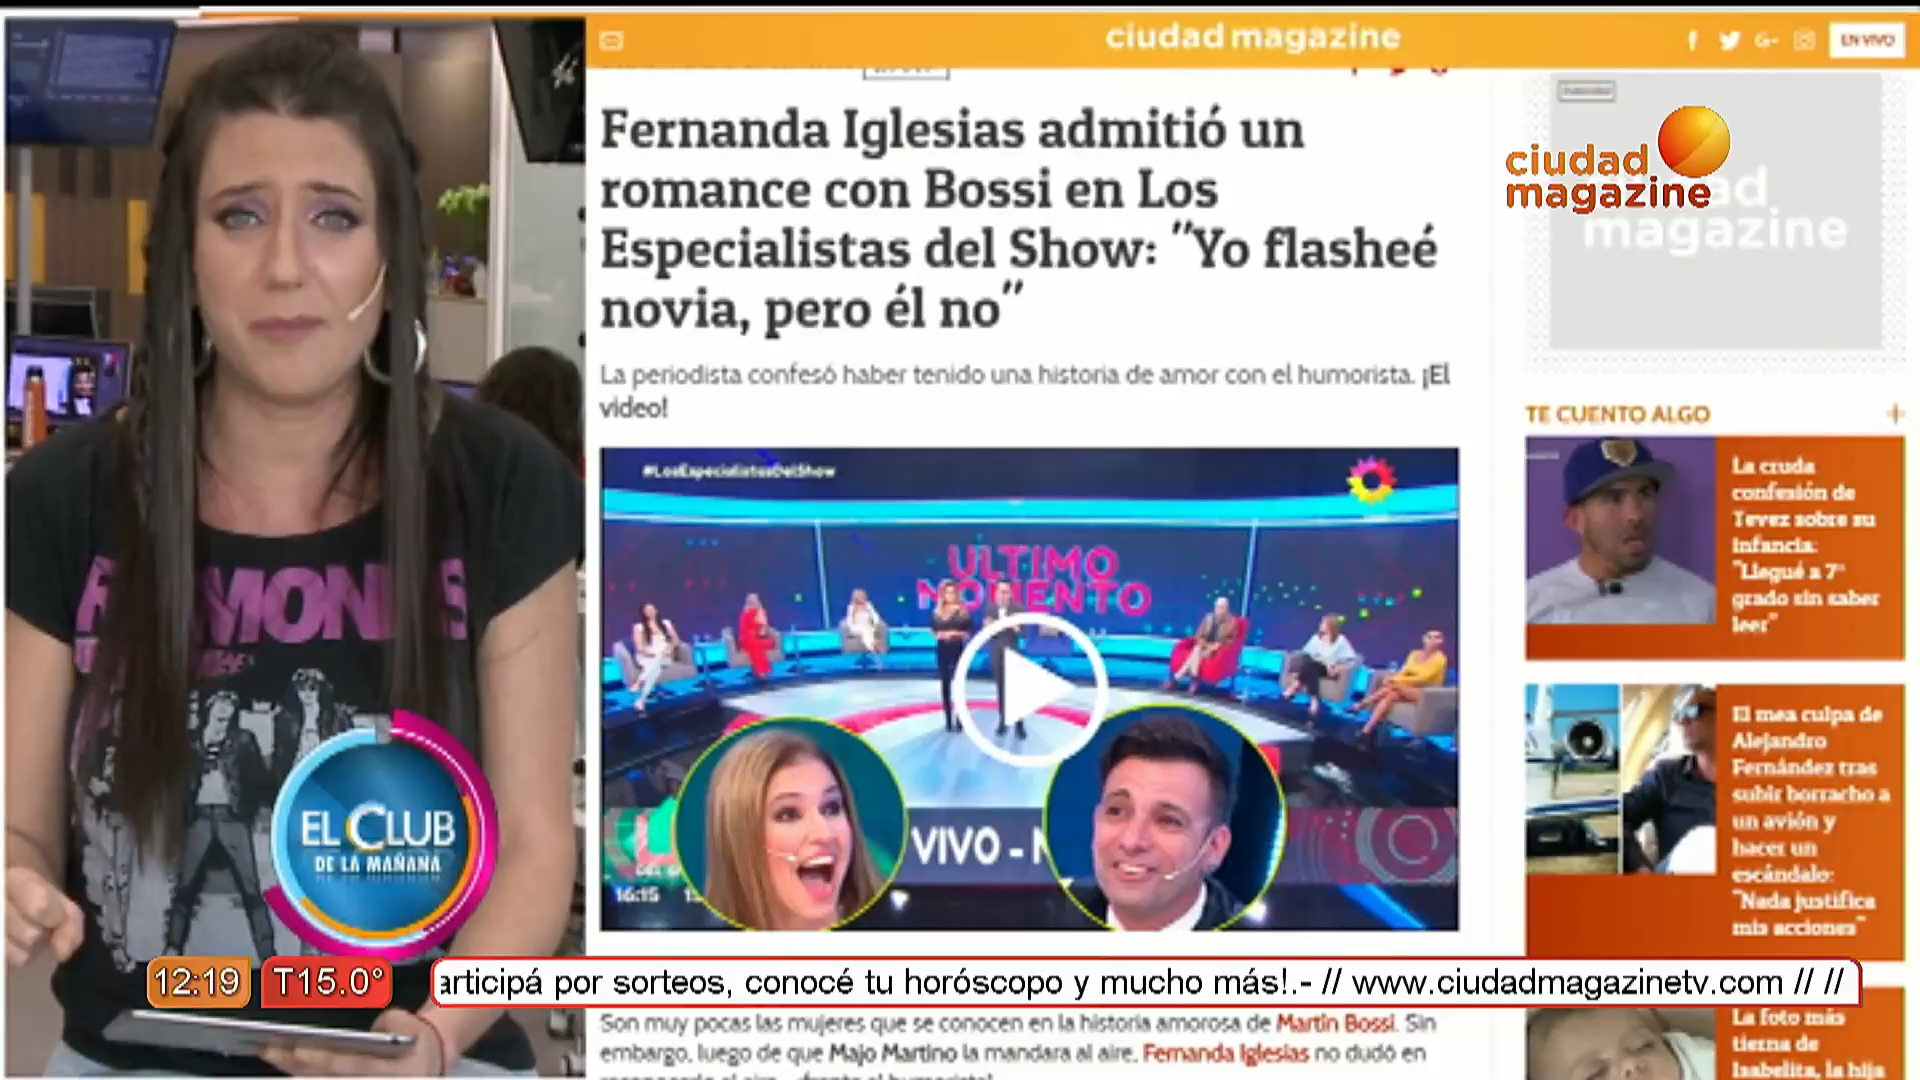 ciudad magazine
EN VIVO
Fernanda Iglesias admitió un
romance con Bossi en Los
Especialistas del Show: "Yo flasheé
novia, pero él no"
La periodista confesó haber tenido una historia de amor con el humorista. ¡El
video!
ciudad
magazine
magazine
TE CUENTO ALGO
La cruda
confesión de
Tevez sobre su
infancia:
"Llegué a 7°
grado sin saber
leer"
El mea culpa de
Alejandro
Fernández tras
subir borracho a
un avión y
hacer un
escándalo:
"Nada justifica
mis acciones"
#LosEspecialistasDelShow
ULTIMO
MOMENTO
VIVO - 
16:15
RAMONES
EL CLUB
DE LA MAÑANA
12:19
T15.0°
articipá por sorteos, conocé tu horóscopo y mucho más!.- // www.ciudadmagazinetv.com // //
Son muy pocas las mujeres que se conocen en la historia amorosa de Martín Bossi. Sin
embargo, luego de que Majo Martino la mandara al aire, Fernanda Iglesias no dudó en
La foto más
tierna de
Isabelita, la hija